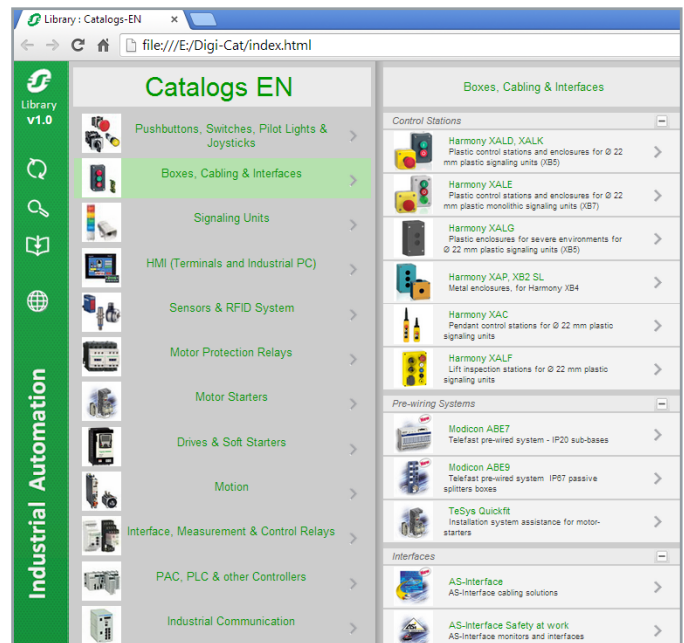 Library : Catalogs-EN ×
file:///E:/Digi-Cat/index.html
Library
v1.0
Industrial Automation
Catalogs EN
Pushbuttons, Switches, Pilot Lights &
Joysticks
Boxes, Cabling & Interfaces
Signaling Units
HMI (Terminals and Industrial PC)
Sensors & RFID System
Motor Protection Relays
Motor Starters
Drives & Soft Starters
Motion
Interface, Measurement & Control Relays
PAC, PLC & other Controllers
Industrial Communication
Boxes, Cabling & Interfaces
Control Stations
Harmony XALD, XALK
Plastic control stations and enclosures for Ø 22
mm plastic signaling units (XB5)
Harmony XALE
Plastic control stations and enclosures for Ø 22
mm plastic monolithic signaling units (XB7)
Harmony XALG
Plastic enclosures for severe environments for
Ø 22 mm plastic signaling units (XB5)
Harmony XAP, XB2 SL
Metal enclosures, for Harmony XB4
Harmony XAC
Pendant control stations for Ø 22 mm plastic
signaling units
Harmony XALF
Lift inspection stations for Ø 22 mm plastic
signaling units
Pre-wiring Systems
Modicon ABE7
Telefast pre-wired system - IP20 sub-bases
Modicon ABE9
Telefast pre-wired system IP67 passive
splitters boxes
TeSys Quickfit
Installation system assistance for motor-
starters
Interfaces
AS-Interface
AS-Interface cabling solutions
AS-Interface Safety at work
AS-Interface monitors and interfaces